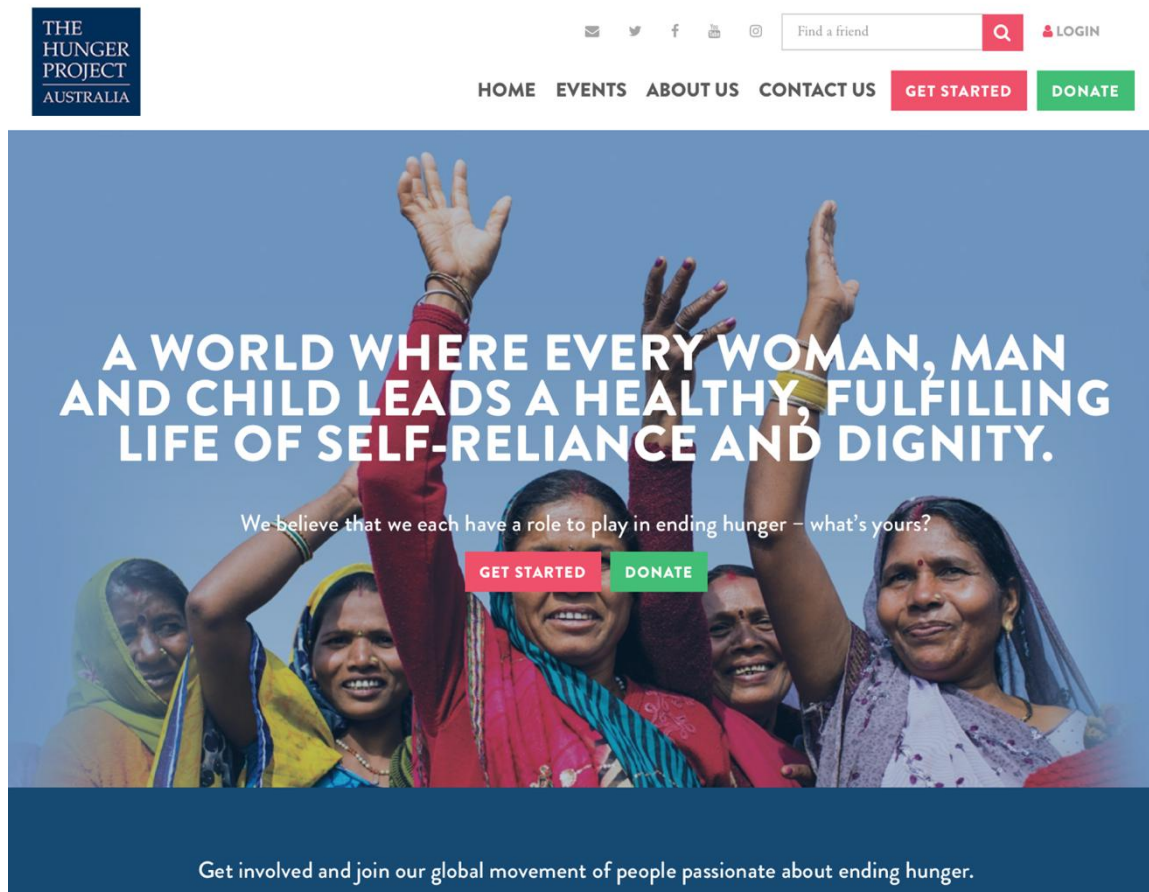 THE
HUNGER
PROJECT
AUSTRALIA
Find a friend
LOGIN
HOME EVENTS ABOUT US CONTACT US GET STARTED DONATE
A WORLD WHERE EVERY WOMAN, MAN
AND CHILD LEADS A HEALTHY, FULFILLING
LIFE OF SELF-RELIANCE AND DIGNITY.
We believe that we each have a role to play in ending hunger – what's yours?
GET STARTED DONATE
Get involved and join our global movement of people passionate about ending hunger.